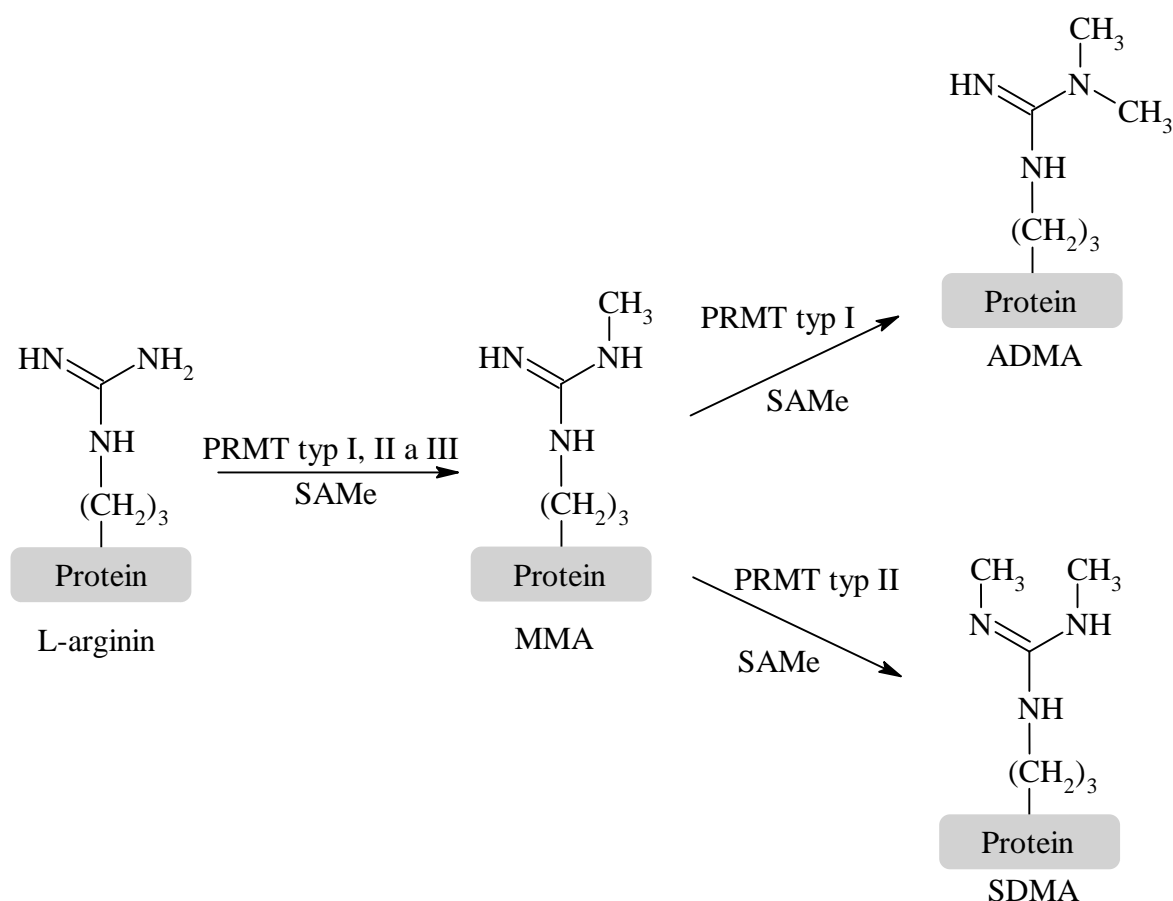 HN
NH₂
NH
(CH₂)₃
Protein
L-arginin
PRMT typ I, II a III
SAMe
CH₃
HN
NH
NH
(CH₂)₃
Protein
MMA
PRMT typ I
SAMe
CH₃
HN
N
CH₃
NH
(CH₂)₃
Protein
ADMA
PRMT typ II
SAMe
CH₃
CH₃
N
NH
NH
(CH₂)₃
Protein
SDMA